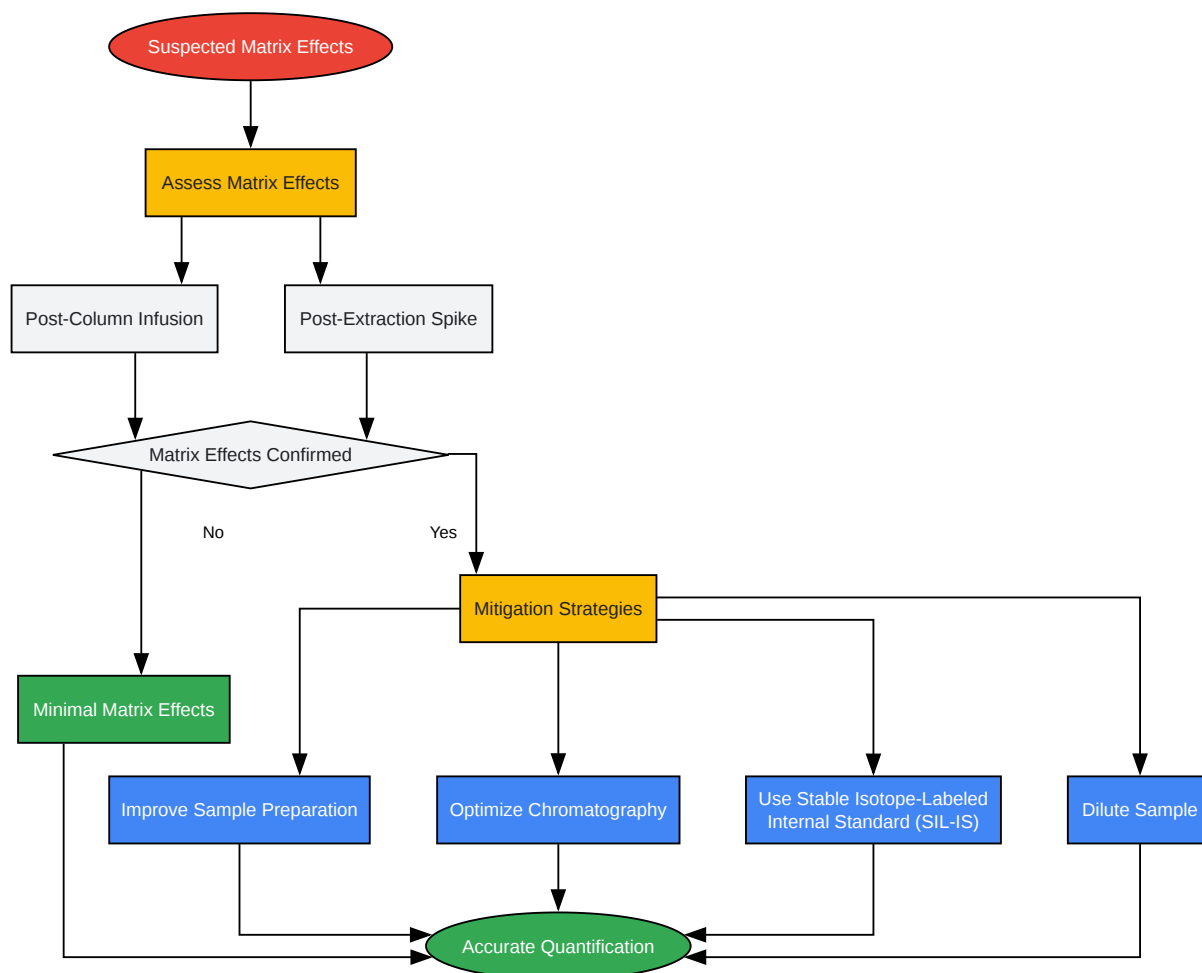 Suspected Matrix Effects
Assess Matrix Effects
Post-Column Infusion
Post-Extraction Spike
Matrix Effects Confirmed
No
Yes
Mitigation Strategies
Minimal Matrix Effects
Improve Sample Preparation
Optimize Chromatography
Use Stable Isotope-Labeled
Internal Standard (SIL-IS)
Dilute Sample
Accurate Quantification